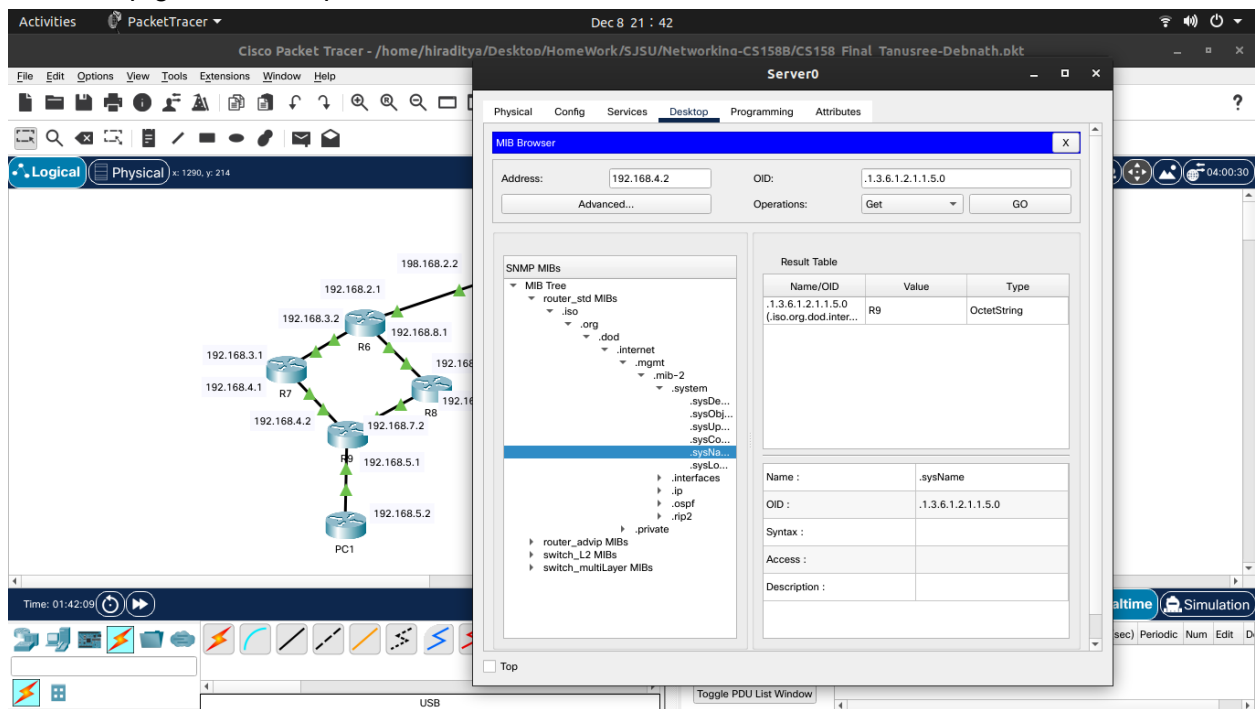 Activities
PacketTracer
Dec 8 21 : 42
Cisco Packet Tracer - /home/hiraditya/Desktop/HomeWork/SJSU/Networking-CS158B/CS158_Final_Tanusree-Debnath.pkt
File Edit Options View Tools Extensions Window Help
?
Logical
Physical
x: 1290, y: 214
04:00:30
198.168.2.2
192.168.2.1
192.168.3.2
192.168.8.1
R6
192.168.3.1
192.168
192.168.4.1
R7
192.16
R8
192.168.4.2
192.168.7.2
R9
192.168.5.1
192.168.5.2
PC1
Server0
Physical Config Services Desktop Programming Attributes
MIB Browser
X
Address: 192.168.4.2 OID: .1.3.6.1.2.1.1.5.0
Advanced... Operations: Get GO
SNMP MIBs
MIB Tree
router_std MIBs
.iso
.org
.dod
.internet
.mgmt
.mib-2
.system
.sysDe...
.sysObj...
.sysUp...
.sysCo...
.sysNa...
.sysLo...
.interfaces
.ip
.ospf
.rip2
.private
router_advip MIBs
switch_L2 MIBs
switch_multiLayer MIBs
Result Table
Name/OID Value Type
.1.3.6.1.2.1.1.5.0
(.iso.org.dod.inter... R9 OctetString
Name : .sysName
OID : .1.3.6.1.2.1.1.5.0
Syntax :
Access :
Description :
Top
Time: 01:42:09
altime
Simulation
sec) Periodic Num Edit D
USB
Toggle PDU List Window